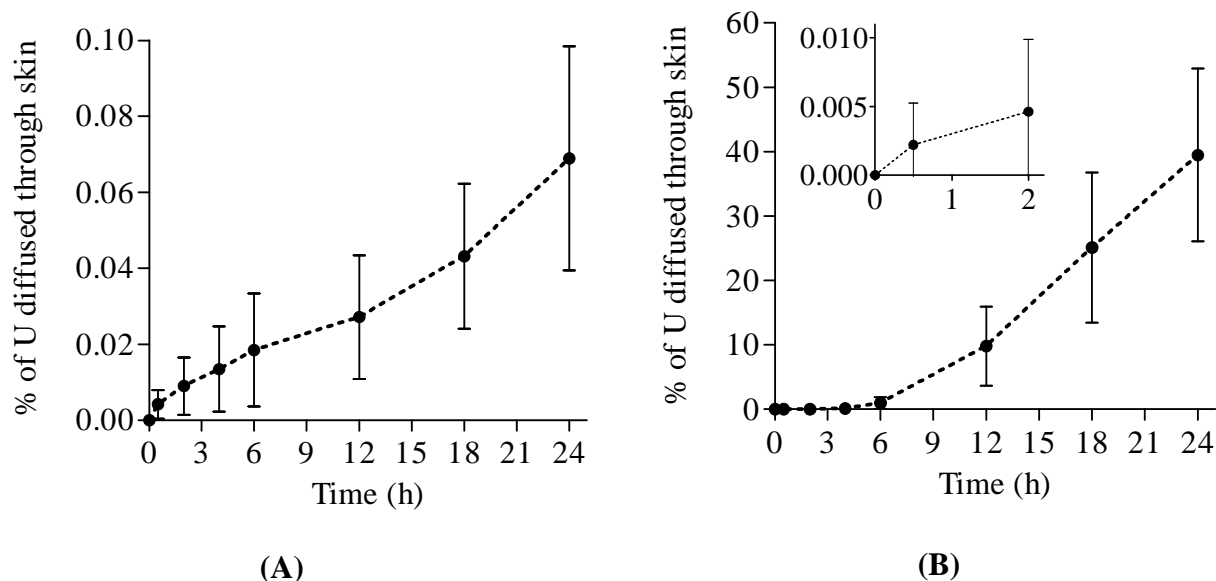 % of U diffused through skin
0.10
0.08
0.06
0.04
0.02
0.00
0 3 6 9 12 15 18 21 24
Time (h)
(A)
% of U diffused through skin
60
50
40
30
20
10
0
0.010
0.005
0.000
0 1 2
0 3 6 9 12 15 18 21 24
Time (h)
(B)